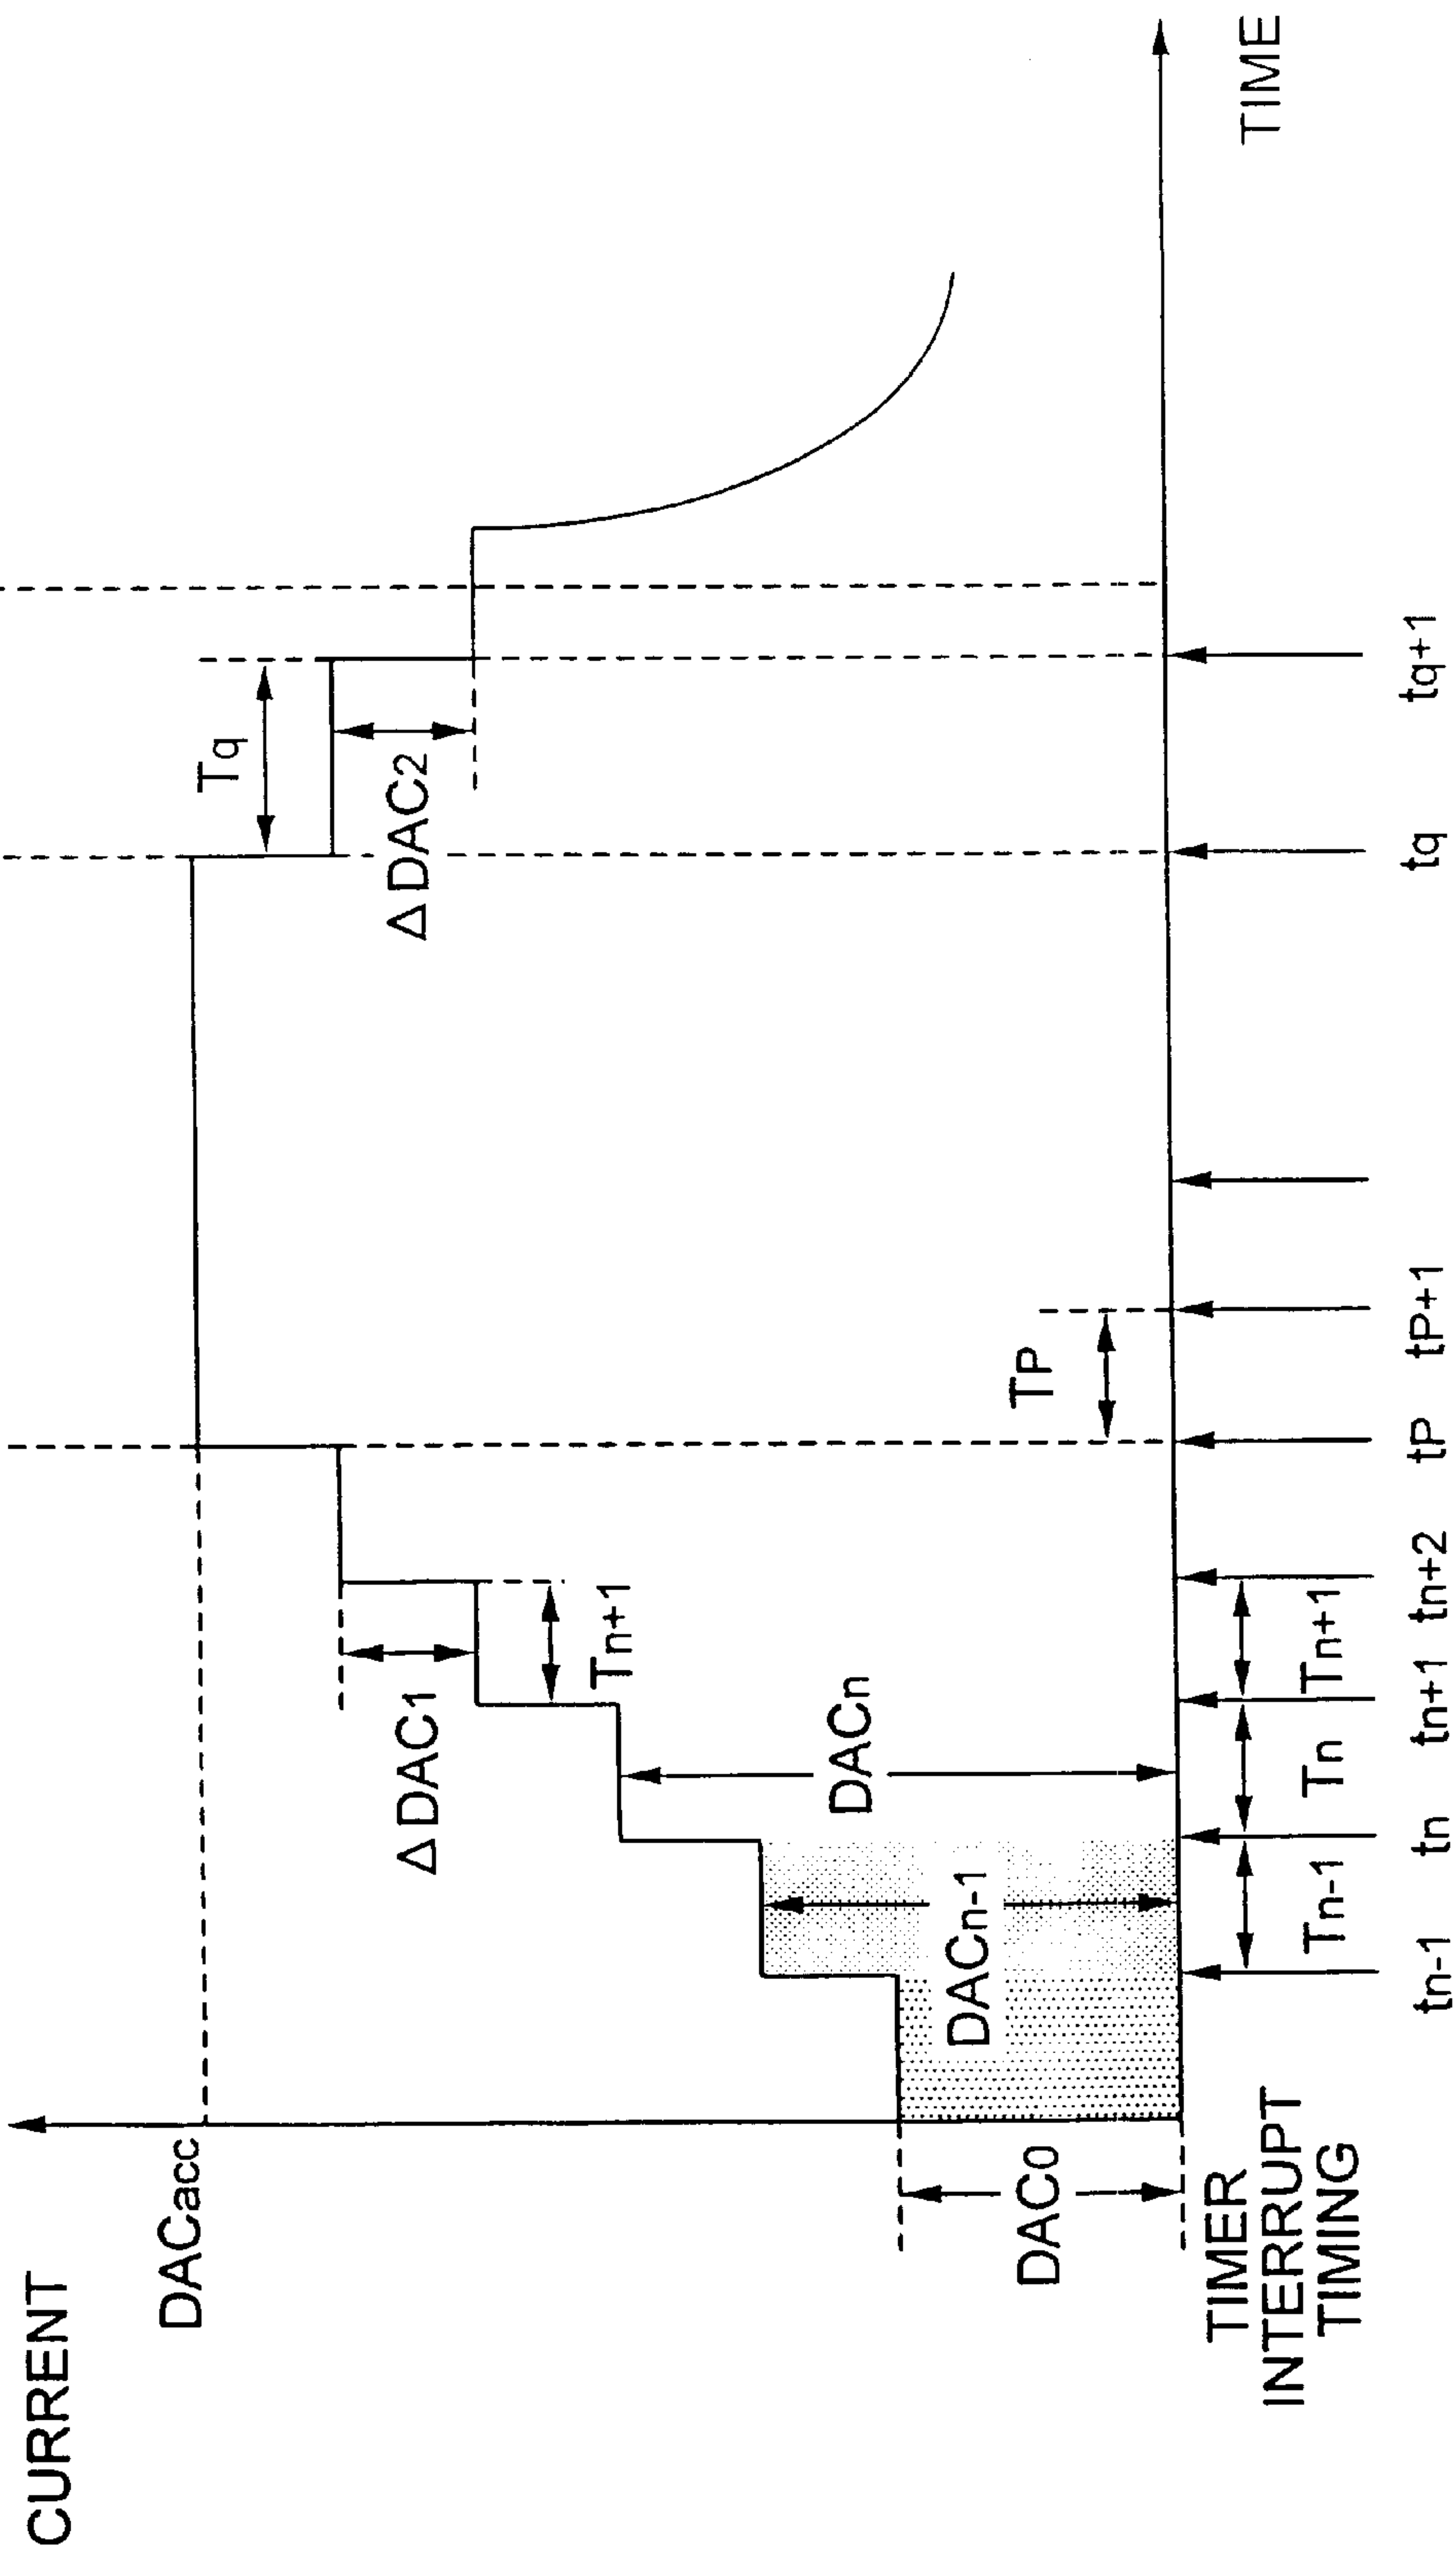 CURRENT
DACacc
Tq
ΔDAC2
ΔDAC1
Tn+1
DACn
DACn-1
DAC0
TP
TIME
TIMER
INTERRUPT
TIMING
Tn-1
Tn
Tn+1
tn-1
tn
tn+1
tn+2
tP
tP+1
tq
tq+1